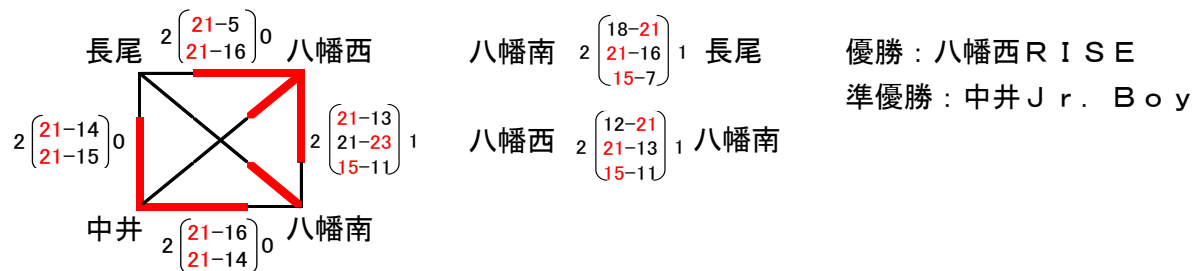 長尾 2 (21−5 21−16) 0 八幡西
2 (21−14 21−15) 0
2 (21−13 21−23 15−11) 1
中井 2 (21−16 21−14) 0 八幡南
八幡南 2 (18−21 21−16 15−7) 1 長尾
八幡西 2 (12−21 21−13 15−11) 1 八幡南
優勝：八幡西ＲＩＳＥ
準優勝：中井Ｊｒ．Ｂｏｙ